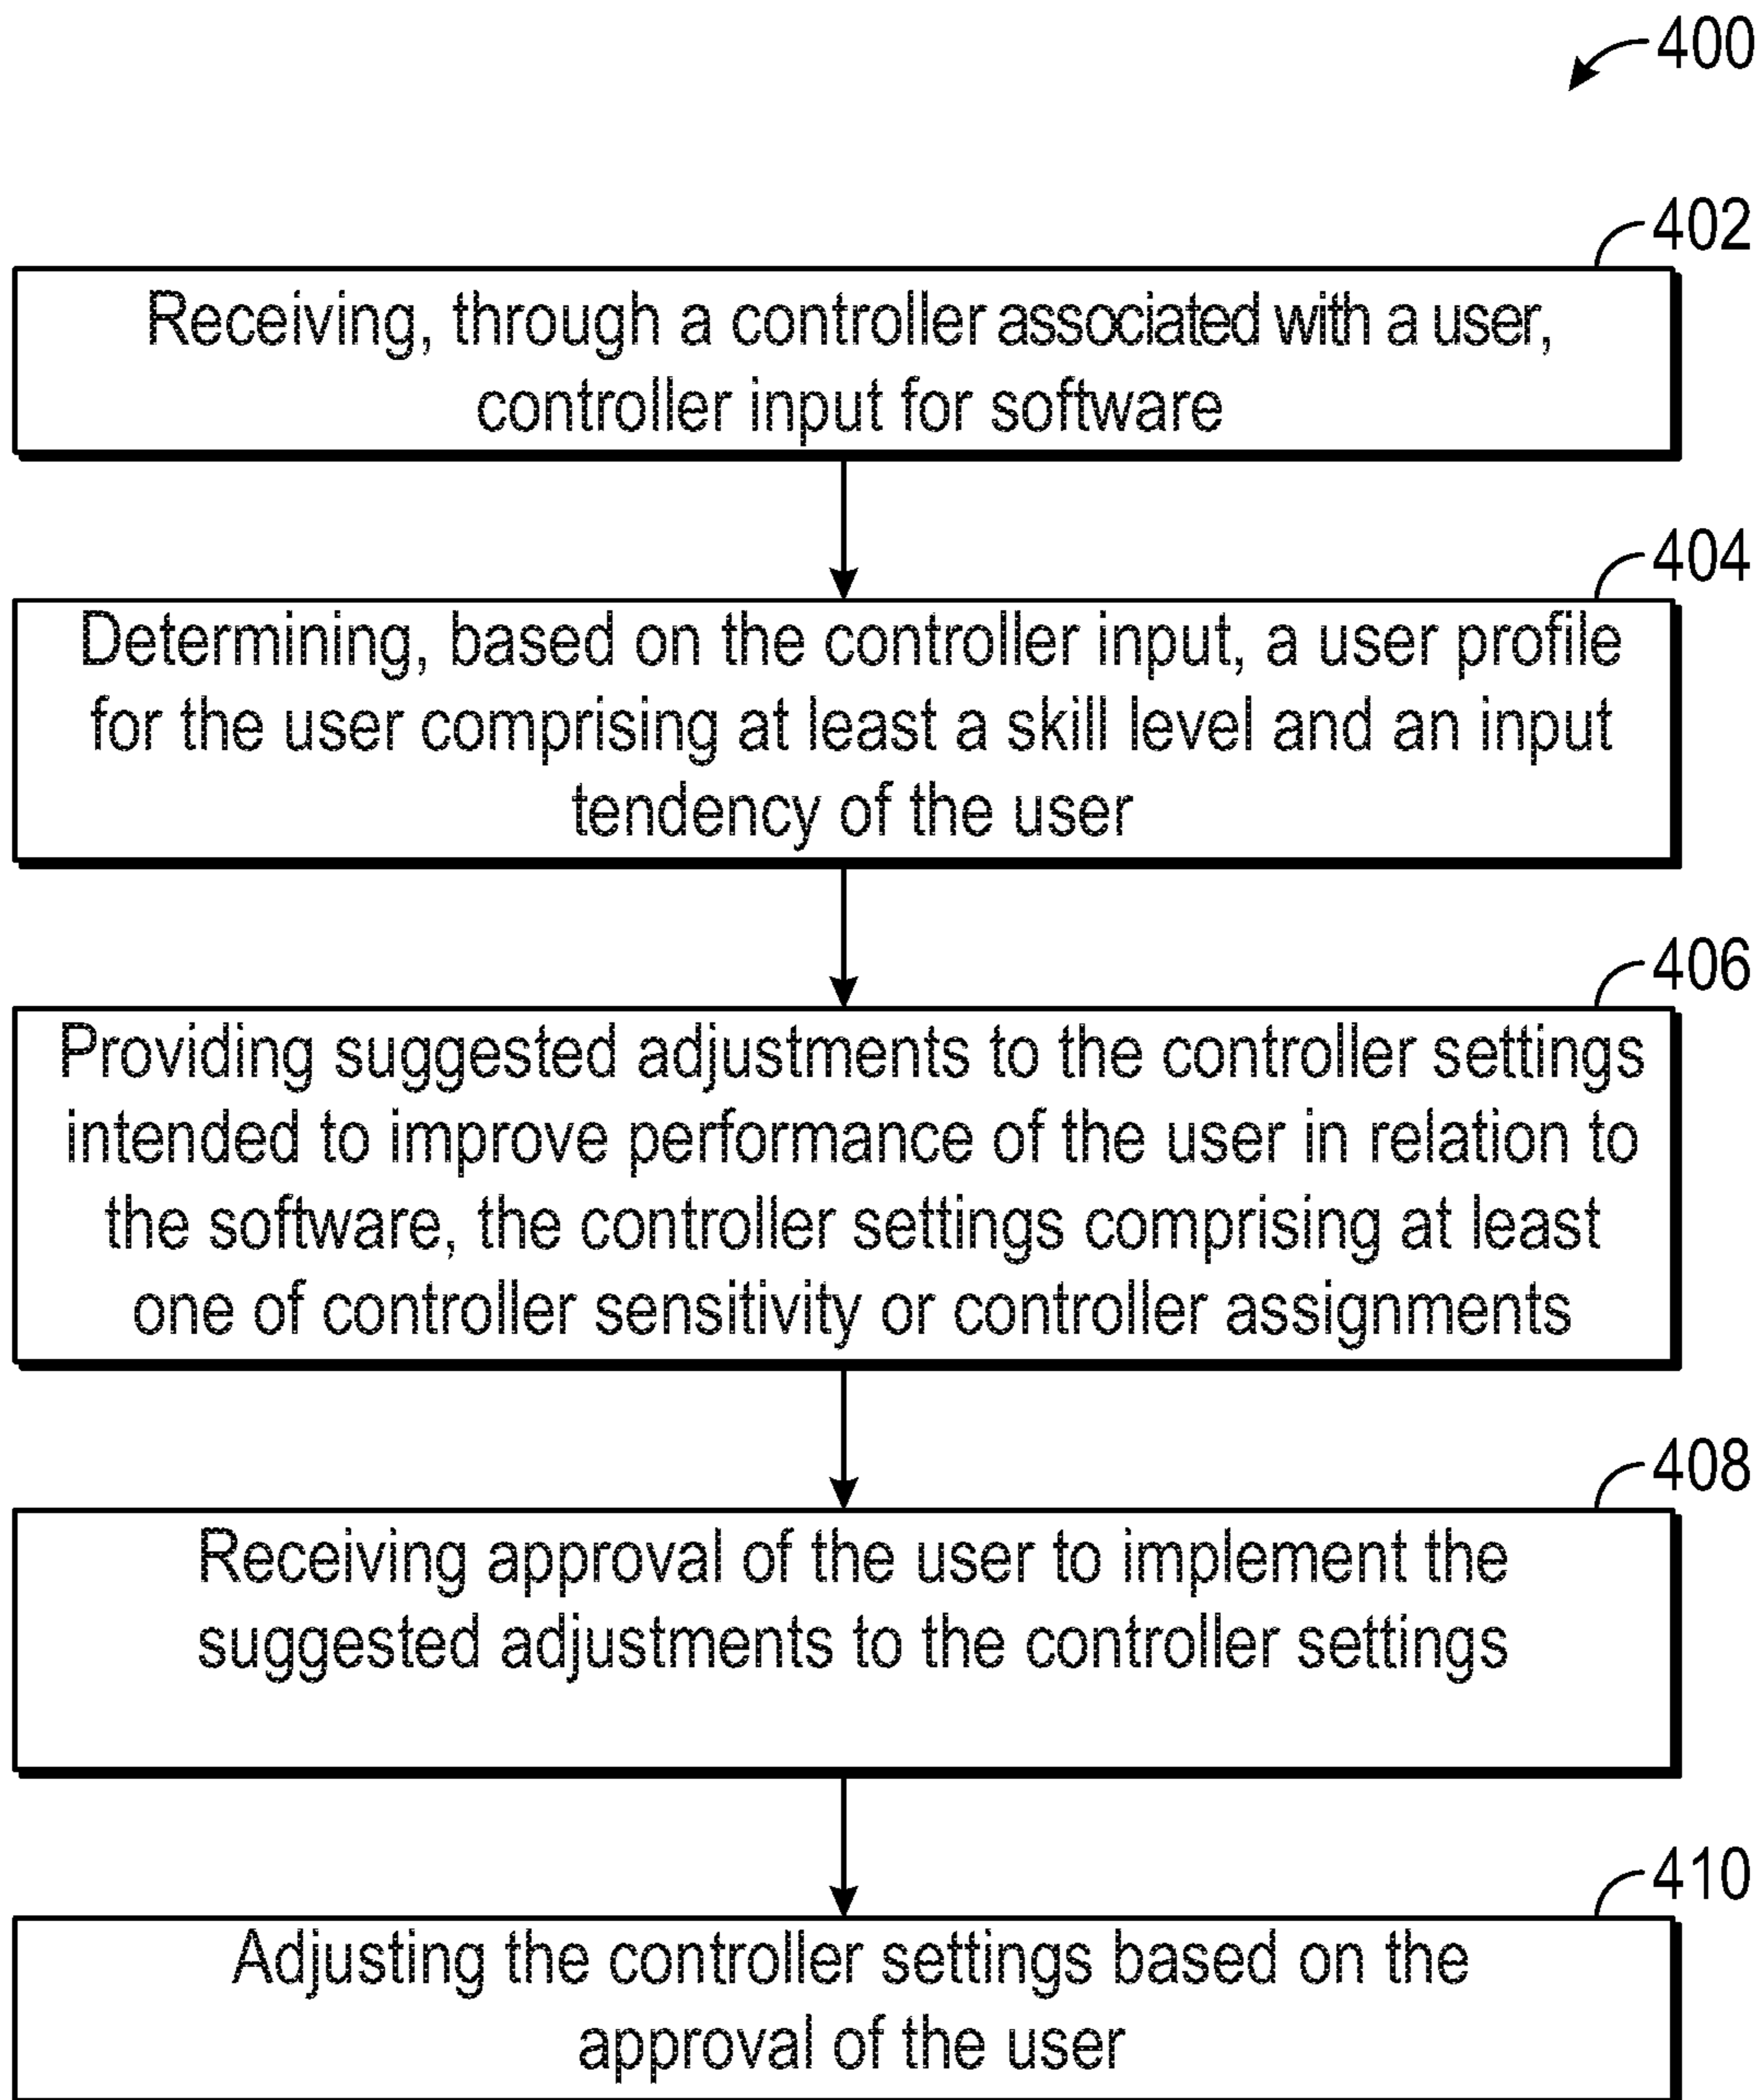 400
402
Receiving, through a controller associated with a user,
controller input for software
404
Determining, based on the controller input, a user profile
for the user comprising at least a skill level and an input
tendency of the user
406
Providing suggested adjustments to the controller settings
intended to improve performance of the user in relation to
the software, the controller settings comprising at least
one of controller sensitivity or controller assignments
408
Receiving approval of the user to implement the
suggested adjustments to the controller settings
410
Adjusting the controller settings based on the
approval of the user